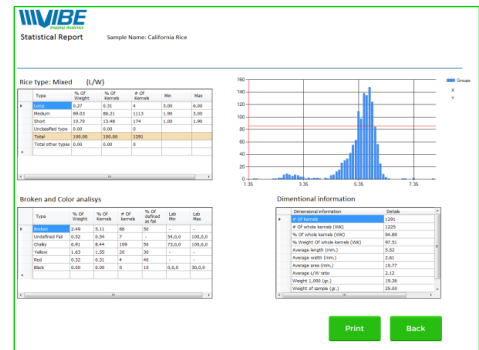 VIBE
Statistical Report
Sample Name: California Rice
Rice type: Mixed (L/W)
Type % Of Weight % Of Kernels # Of Kernels Min Max
Long 0.27 0.31 4 3.00 6.00
Medium 89.03 86.21 1113 1.90 3.00
Short 10.70 13.48 174 1.00 1.90
Unclassified type 0.00 0.00 0
Total 100.00 100.00 1291
Total other types 0.00 0.00 0
160
140
120
100
80
60
40
20
0
1.35 3.35 5.35 7.35
Groups
X
Y
Broken and Color analisys
Type % Of Weight % Of Kernels # Of kernels % Of defined as fail Lab Min Lab Max
Broken 2.49 5.11 66 50 - -
Undefined Pat 0.52 0.54 7 - 54,0,0 100,0,0
Chalky 8.41 8.44 109 50 73,0,0 100,0,0
Yellow 1.63 1.55 20 30 - -
Red 0.32 0.31 4 40 - -
Black 0.00 0.00 0 10 0,0,0 30,0,0
Dimentional information
Dimensional information Details
# Of kernels 1291
# Of whole kernels (WK) 1225
% Of whole kernels (WK) 94.89
% Weight Of whole kernels (WK) 97.51
Average length (mm.) 5.52
Average width (mm.) 2.61
Average area (mm.) 10.77
Average L/W ratio 2.12
Weight 1,000 (gr.) 19.36
Weight of sample (gr.) 25.00
Print Back